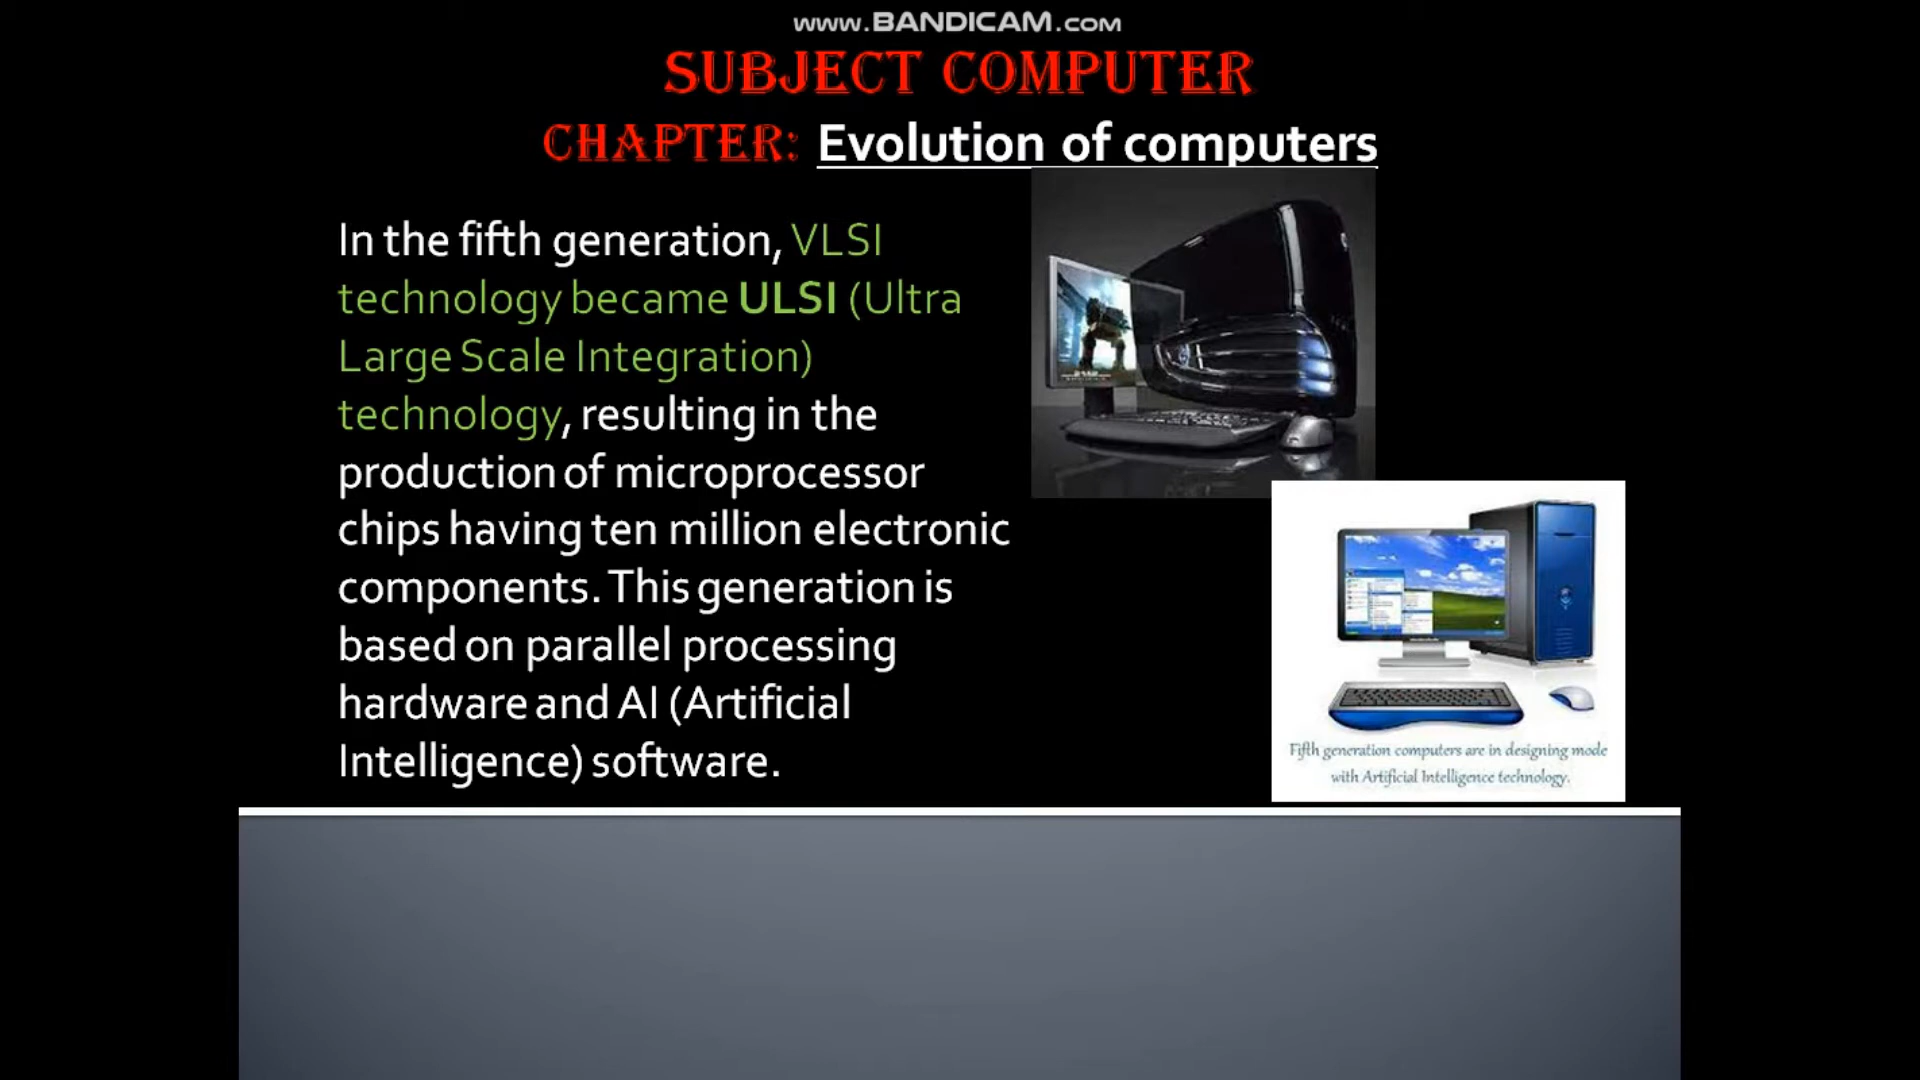 www.BANDICAM.com
SUBJECT COMPUTER
CHAPTER: Evolution of computers
In the fifth generation, VLSI
technology became ULSI (Ultra
Large Scale Integration)
technology, resulting in the
production of microprocessor
chips having ten million electronic
components. This generation is
based on parallel processing
hardware and AI (Artificial
Intelligence) software.
Fifth generation computers are in designing mode
with Artificial Intelligence technology.